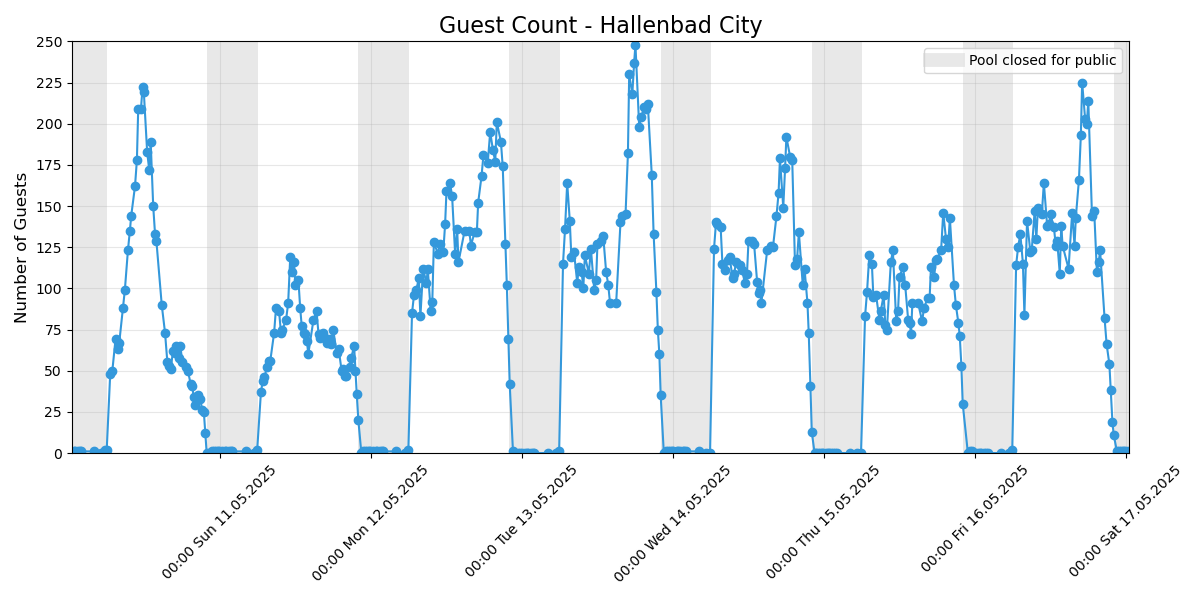 Guest Count - Hallenbad City
Pool closed for public
Number of Guests
250
225
200
175
150
125
100
75
50
25
0
00:00 Sun 11.05.2025
00:00 Mon 12.05.2025
00:00 Tue 13.05.2025
00:00 Wed 14.05.2025
00:00 Thu 15.05.2025
00:00 Fri 16.05.2025
00:00 Sat 17.05.2025